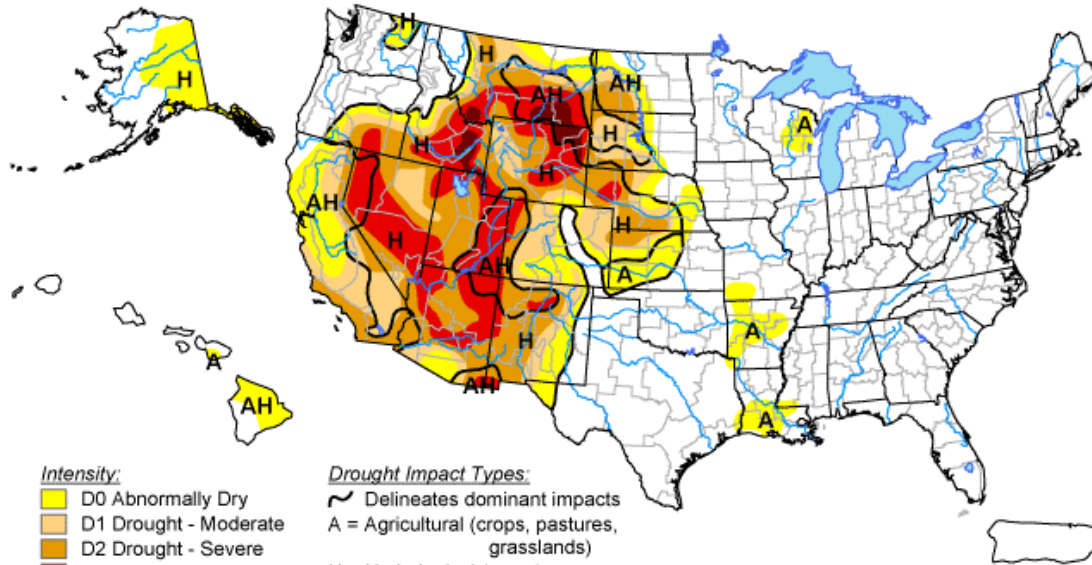 H
H
H
AH
AH
A
H
H
H
AH
H
H
AH
A
A
H
A
AH
AH
A
Intensity:
D0 Abnormally Dry
D1 Drought - Moderate
D2 Drought - Severe
Drought Impact Types:
Delineates dominant impacts
A = Agricultural (crops, pastures,
grasslands)